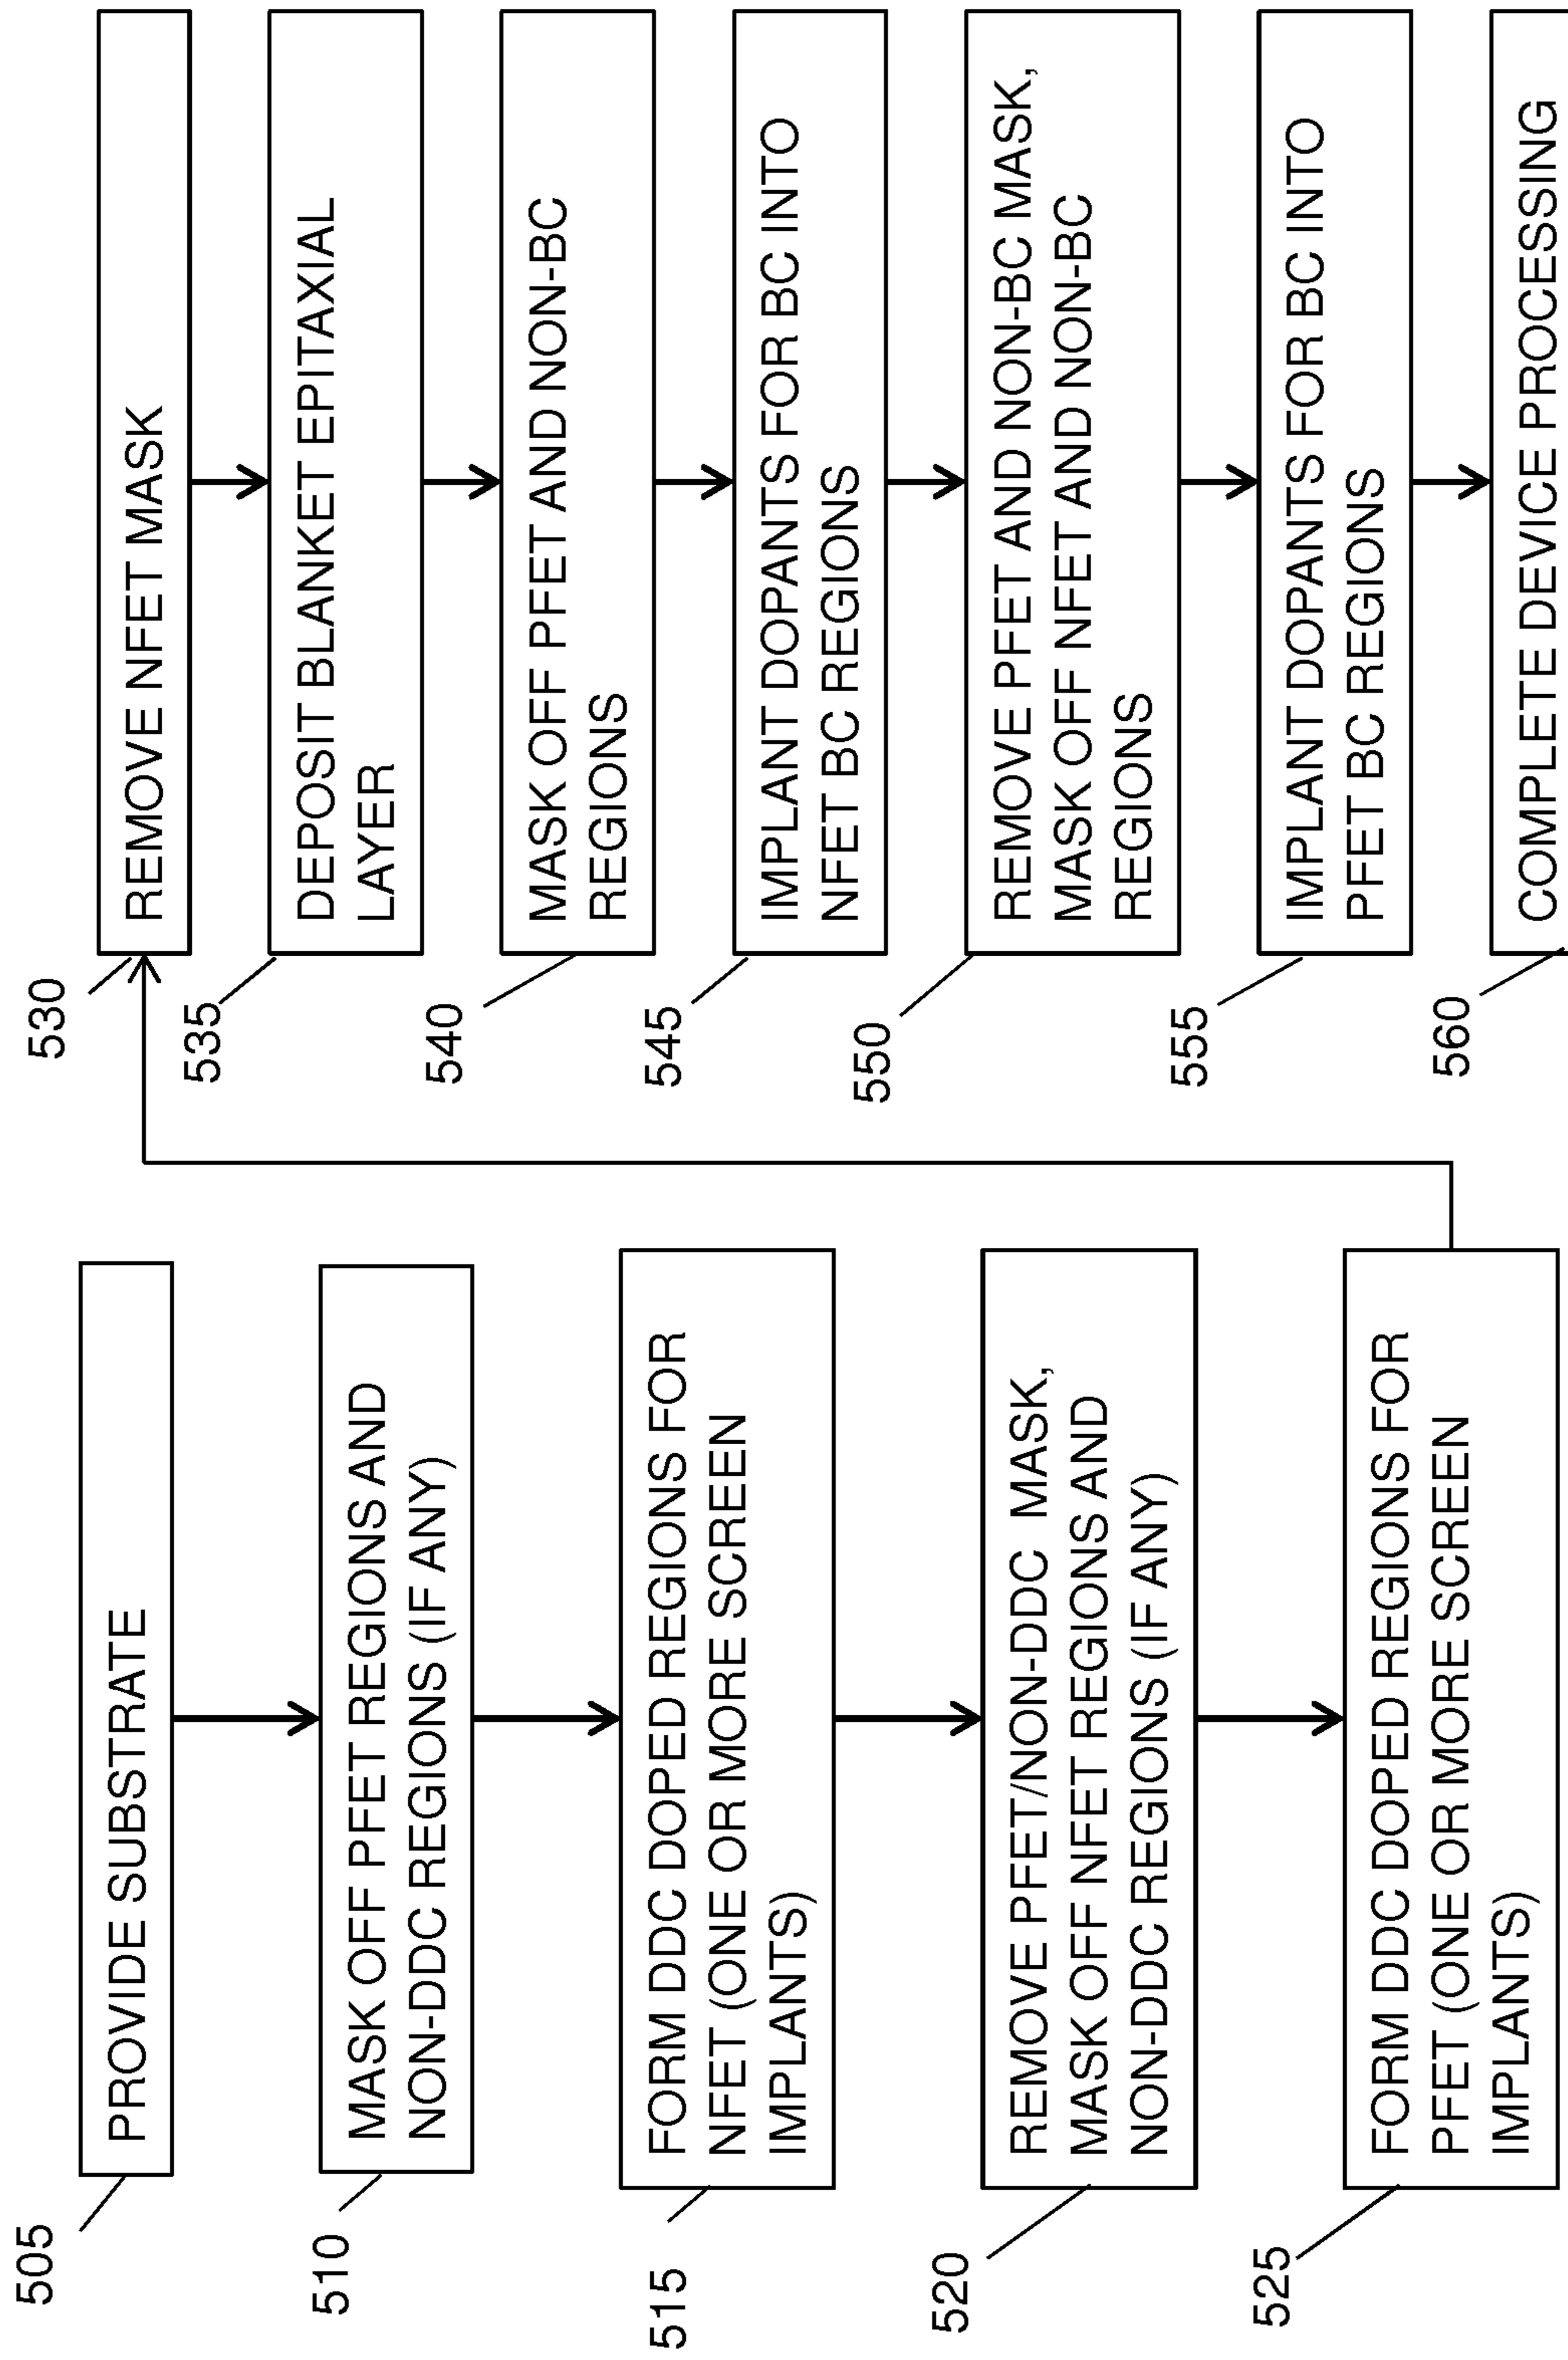 505
PROVIDE SUBSTRATE
510
MASK OFF PFET REGIONS AND
NON-DDC REGIONS (IF ANY)
515
FORM DDC DOPED REGIONS FOR
NFET (ONE OR MORE SCREEN
IMPLANTS)
520
REMOVE PFET/NON-DDC MASK,
MASK OFF NFET REGIONS AND
NON-DDC REGIONS (IF ANY)
525
FORM DDC DOPED REGIONS FOR
PFET (ONE OR MORE SCREEN
IMPLANTS)
530
REMOVE NFET MASK
535
DEPOSIT BLANKET EPITAXIAL
LAYER
540
MASK OFF PFET AND NON-BC
REGIONS
545
IMPLANT DOPANTS FOR BC INTO
NFET BC REGIONS
550
REMOVE PFET AND NON-BC MASK,
MASK OFF NFET AND NON-BC
REGIONS
555
IMPLANT DOPANTS FOR BC INTO
PFET BC REGIONS
560
COMPLETE DEVICE PROCESSING